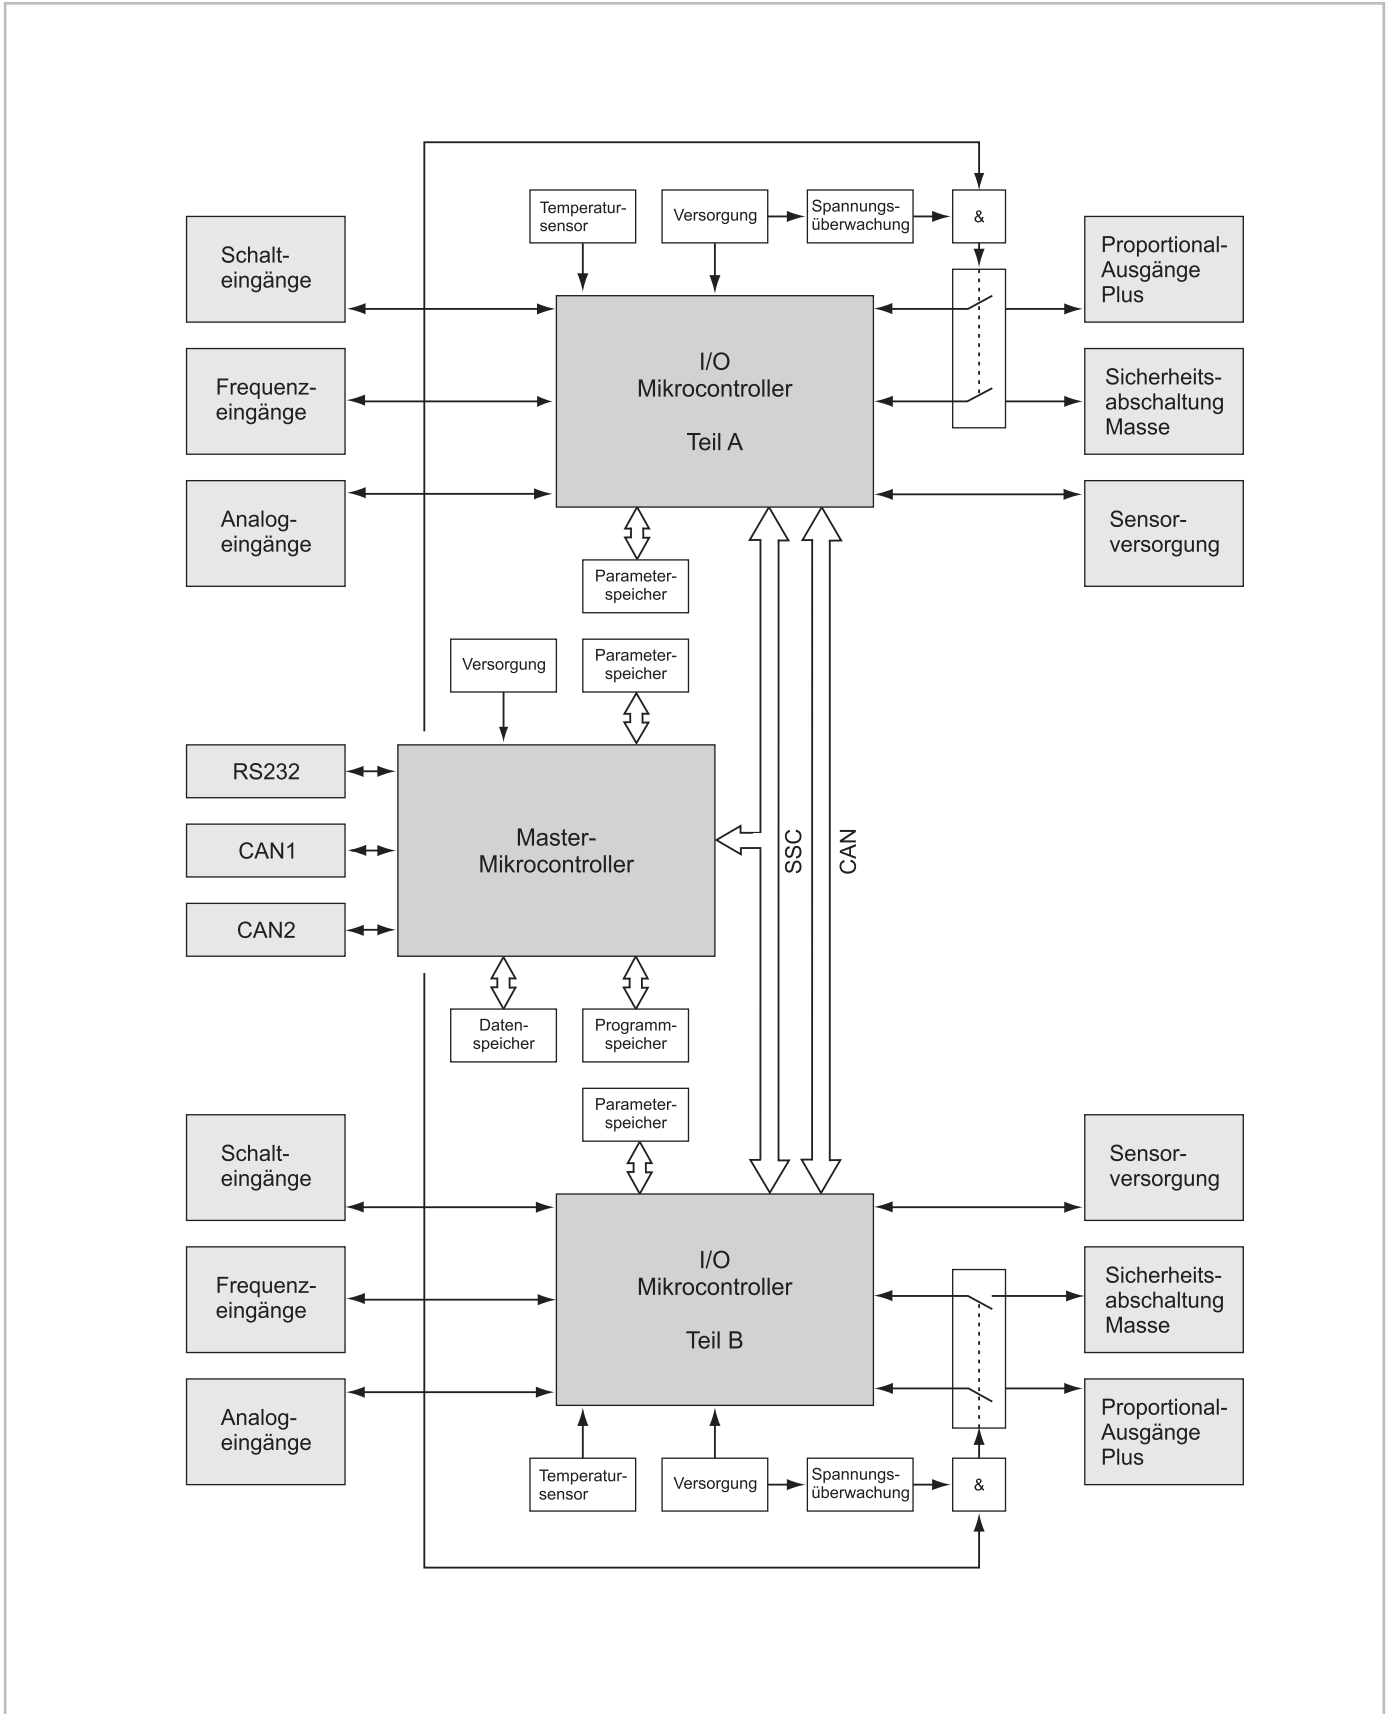 Temperatur-
sensor
Versorgung
Spannungs-
überwachung
&
Schalt-
eingänge
Proportional-
Ausgänge
Plus
I/O
Mikrocontroller
Teil A
Frequenz-
eingänge
Sicherheits-
abschaltung
Masse
Analog-
eingänge
Sensor-
versorgung
Parameter-
speicher
Versorgung
Parameter-
speicher
RS232
CAN1
CAN2
Master-
Mikrocontroller
SSC
CAN
Daten-
speicher
Programm-
speicher
Parameter-
speicher
Schalt-
eingänge
Sensor-
versorgung
I/O
Mikrocontroller
Teil B
Frequenz-
eingänge
Sicherheits-
abschaltung
Masse
Analog-
eingänge
Proportional-
Ausgänge
Plus
Temperatur-
sensor
Versorgung
Spannungs-
überwachung
&